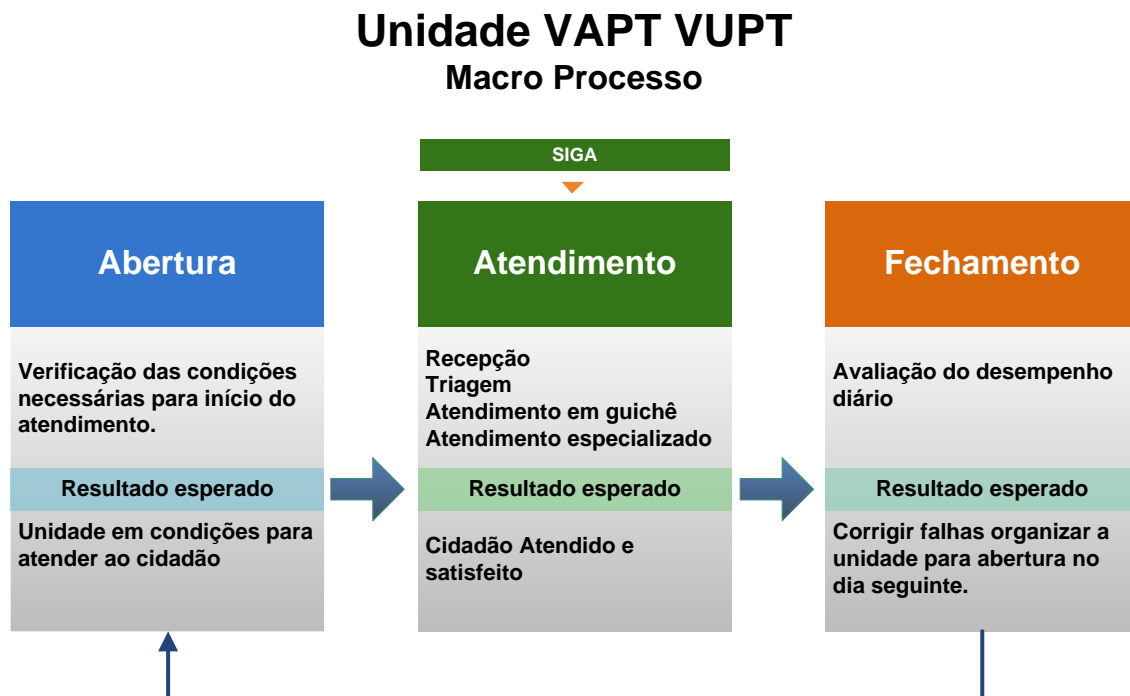 Unidade VAPT VUPT
Macro Processo
SIGA
Abertura
Verificação das condições
necessárias para início do
atendimento.
Resultado esperado
Unidade em condições para
atender ao cidadão
Atendimento
Recepção
Triagem
Atendimento em guichê
Atendimento especializado
Resultado esperado
Cidadão Atendido e
satisfeito
Fechamento
Avaliação do desempenho
diário
Resultado esperado
Corrigir falhas organizar a
unidade para abertura no
dia seguinte.